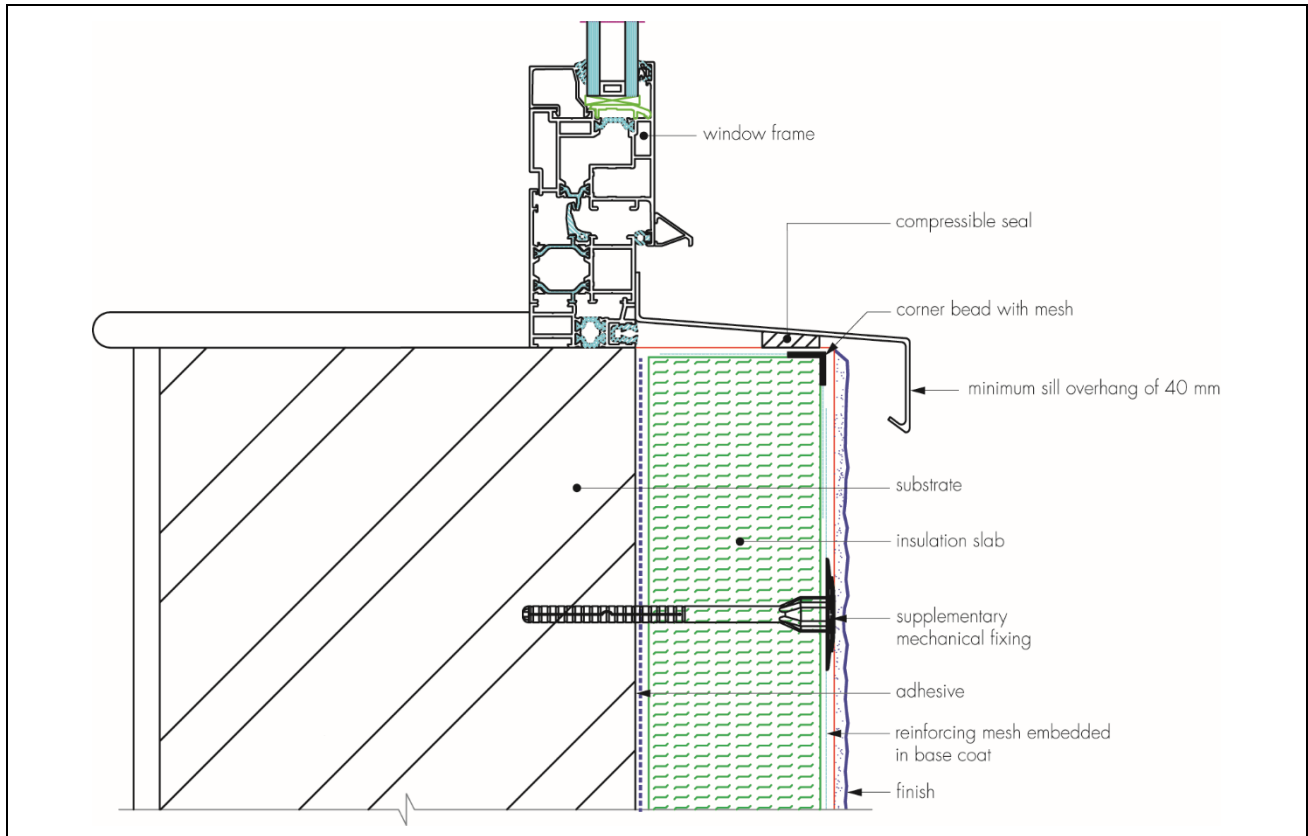 window frame
compressible seal
corner bead with mesh
minimum sill overhang of 40 mm
substrate
insulation slab
supplementary
mechanical fixing
adhesive
reinforcing mesh embedded
in base coat
finish